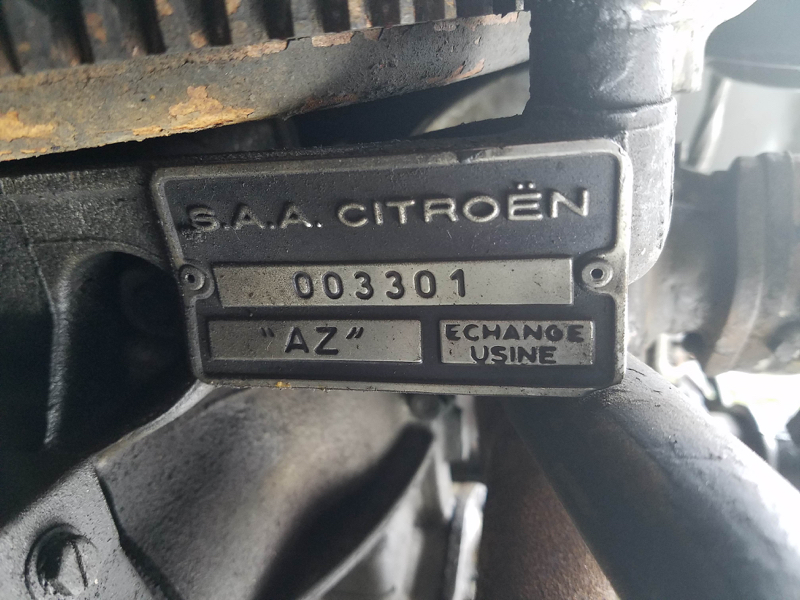 S.A.A. CITROËN
003301
"AZ"
ECHANGE
USINE